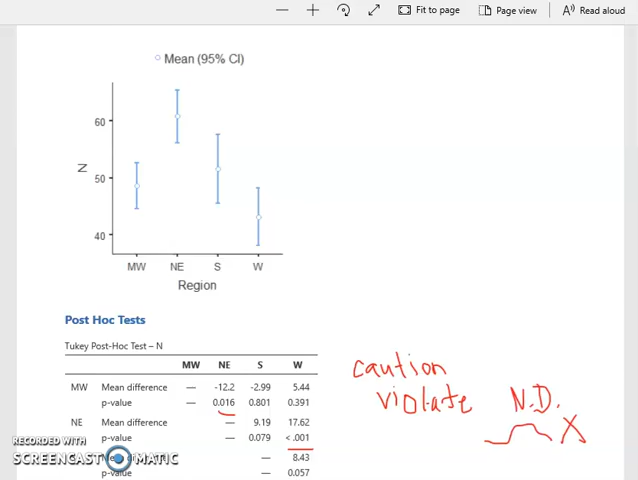 Fit to page
Page view
A)) Read aloud
Mean (95% CI)
60
50
40
N
MW NE S W
Region
Post Hoc Tests
Tukey Post-Hoc Test – N
MW NE S W
MW Mean difference — -12.2 -2.99 5.44
p-value — 0.016 0.801 0.391
NE Mean difference — 9.19 17.62
p-value — 0.079 < .001
Mean difference — 8.43
p-value — 0.057
RECORDED WITH
SCREENCAST MATIC
caution
violate N.D.
X